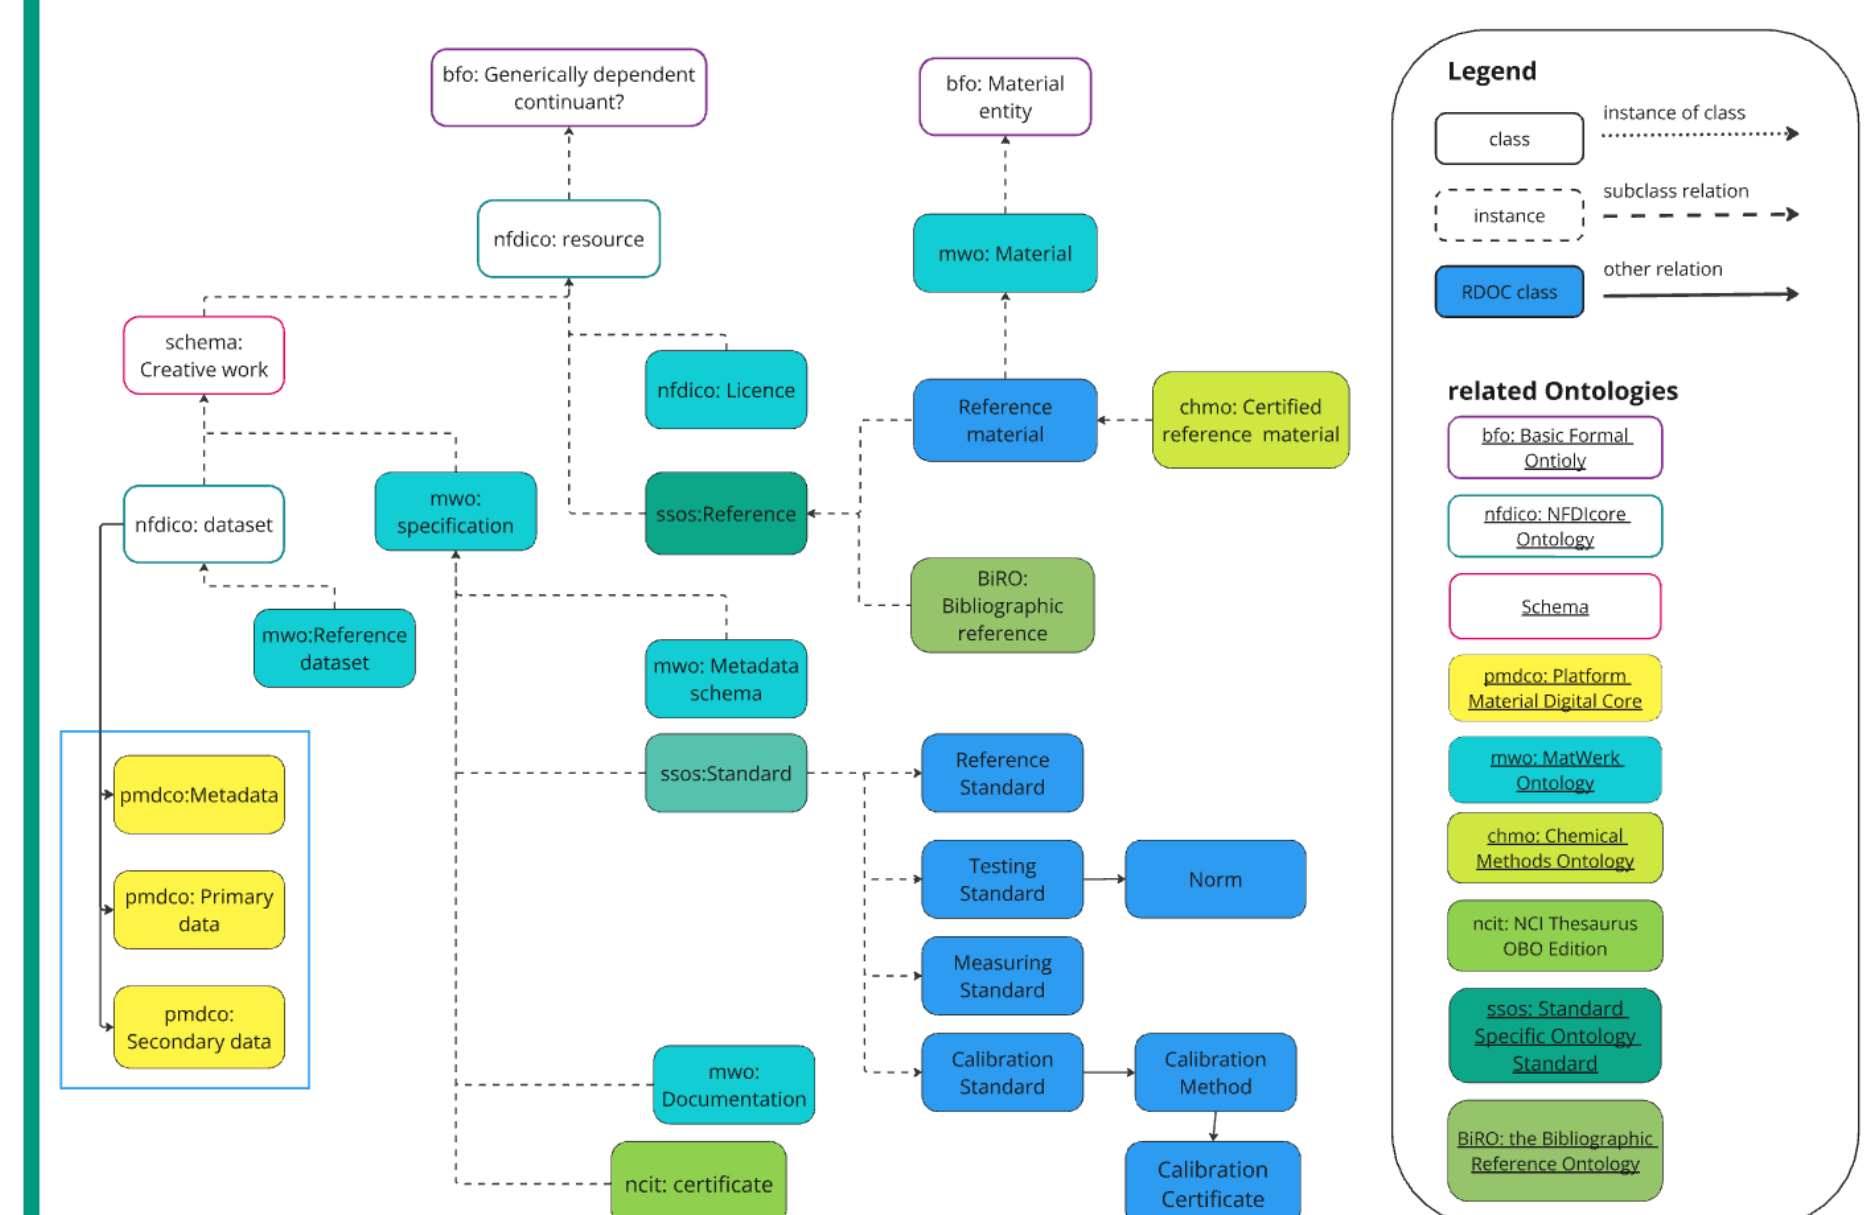 bfo: Generically dependent
continuant?
bfo: Material
entity
nfdico: resource
mwo: Material
schema:
Creative work
nfdico: Licence
Reference
material
chmo: Certified
reference material
nfdico: dataset
mwo:
specification
ssos:Reference
BiRO:
Bibliographic
reference
mwo:Reference
dataset
mwo: Metadata
schema
pmdco:Metadata
ssos:Standard
Reference
Standard
pmdco: Primary
data
Testing
Standard
Norm
Measuring
Standard
pmdco:
Secondary data
mwo:
Documentation
Calibration
Standard
Calibration
Method
ncit: certificate
Calibration
Certificate
Legend
class
instance of class
instance
subclass relation
RDOC class
other relation
related Ontologies
bfo: Basic Formal
Ontioly
nfdico: NFDIcore
Ontology
Schema
pmdco: Platform
Material Digital Core
mwo: MatWerk
Ontology
chmo: Chemical
Methods Ontology
ncit: NCI Thesaurus
OBO Edition
ssos: Standard
Specific Ontology
Standard
BiRO: the Bibliographic
Reference Ontology